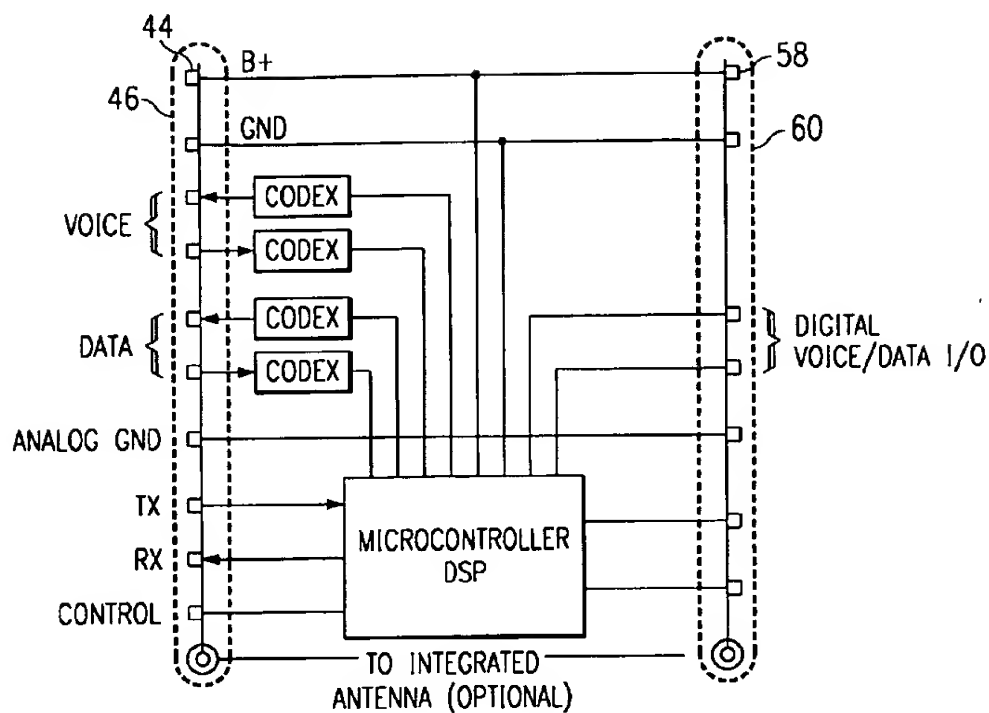 44
B+
58
46
GND
60
VOICE
CODEX
CODEX
DATA
CODEX
CODEX
DIGITAL
VOICE/DATA I/O
ANALOG GND
TX
RX
CONTROL
MICROCONTROLLER
DSP
TO INTEGRATED
ANTENNA (OPTIONAL)